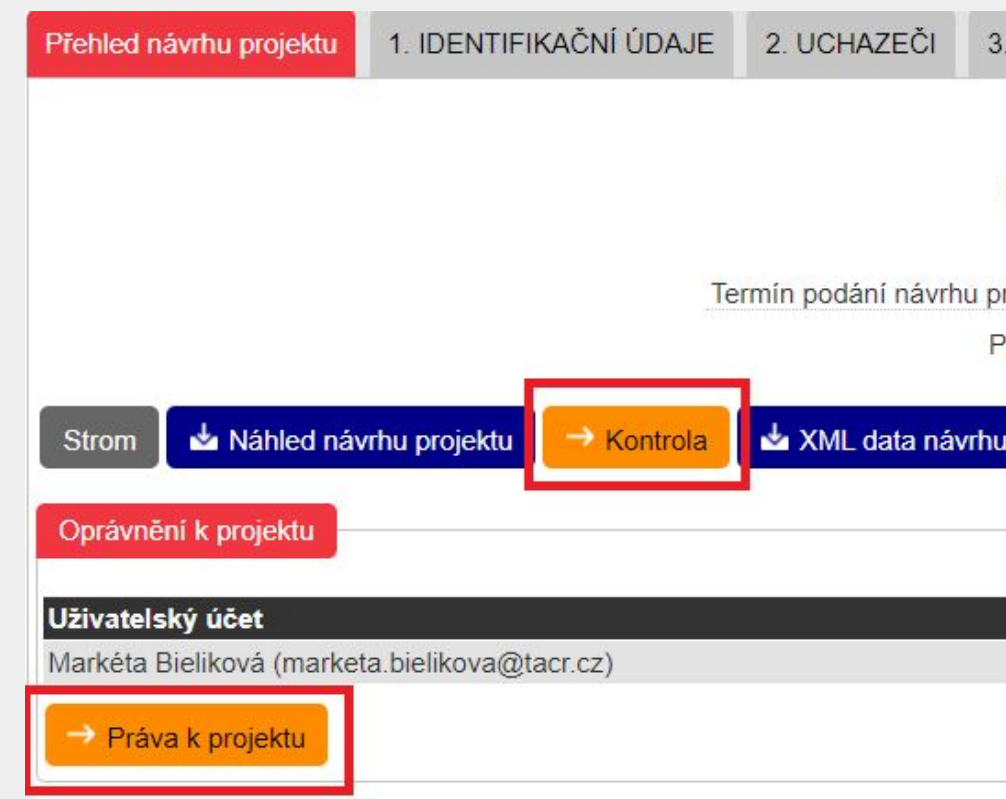 Přehled návrhu projektu 1. IDENTIFIKAČNÍ ÚDAJE 2. UCHAZEČI 3.
Termín podání návrhu
P
Strom Náhled návrhu projektu → Kontrola XML data návrhu
Oprávnění k projektu
Uživatelský účet
Markéta Bieliková (marketa.bielikova@tacr.cz)
→ Práva k projektu